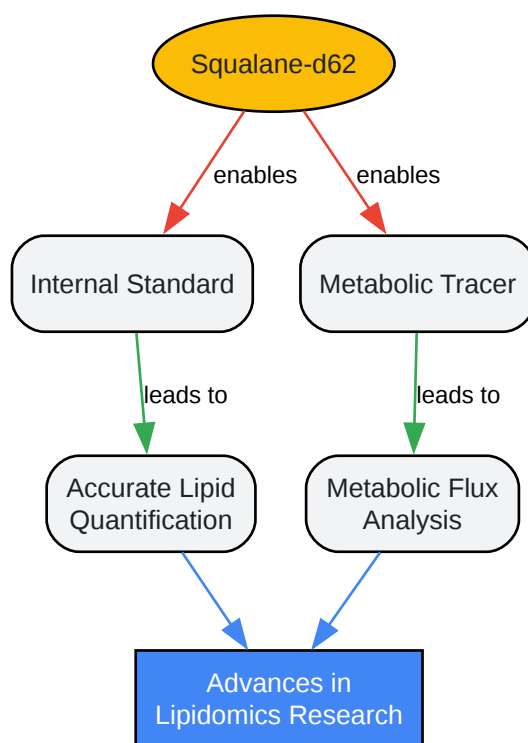 Squalane-d62
enables
enables
Internal Standard
Metabolic Tracer
leads to
leads to
Accurate Lipid
Quantification
Metabolic Flux
Analysis
Advances in
Lipidomics Research